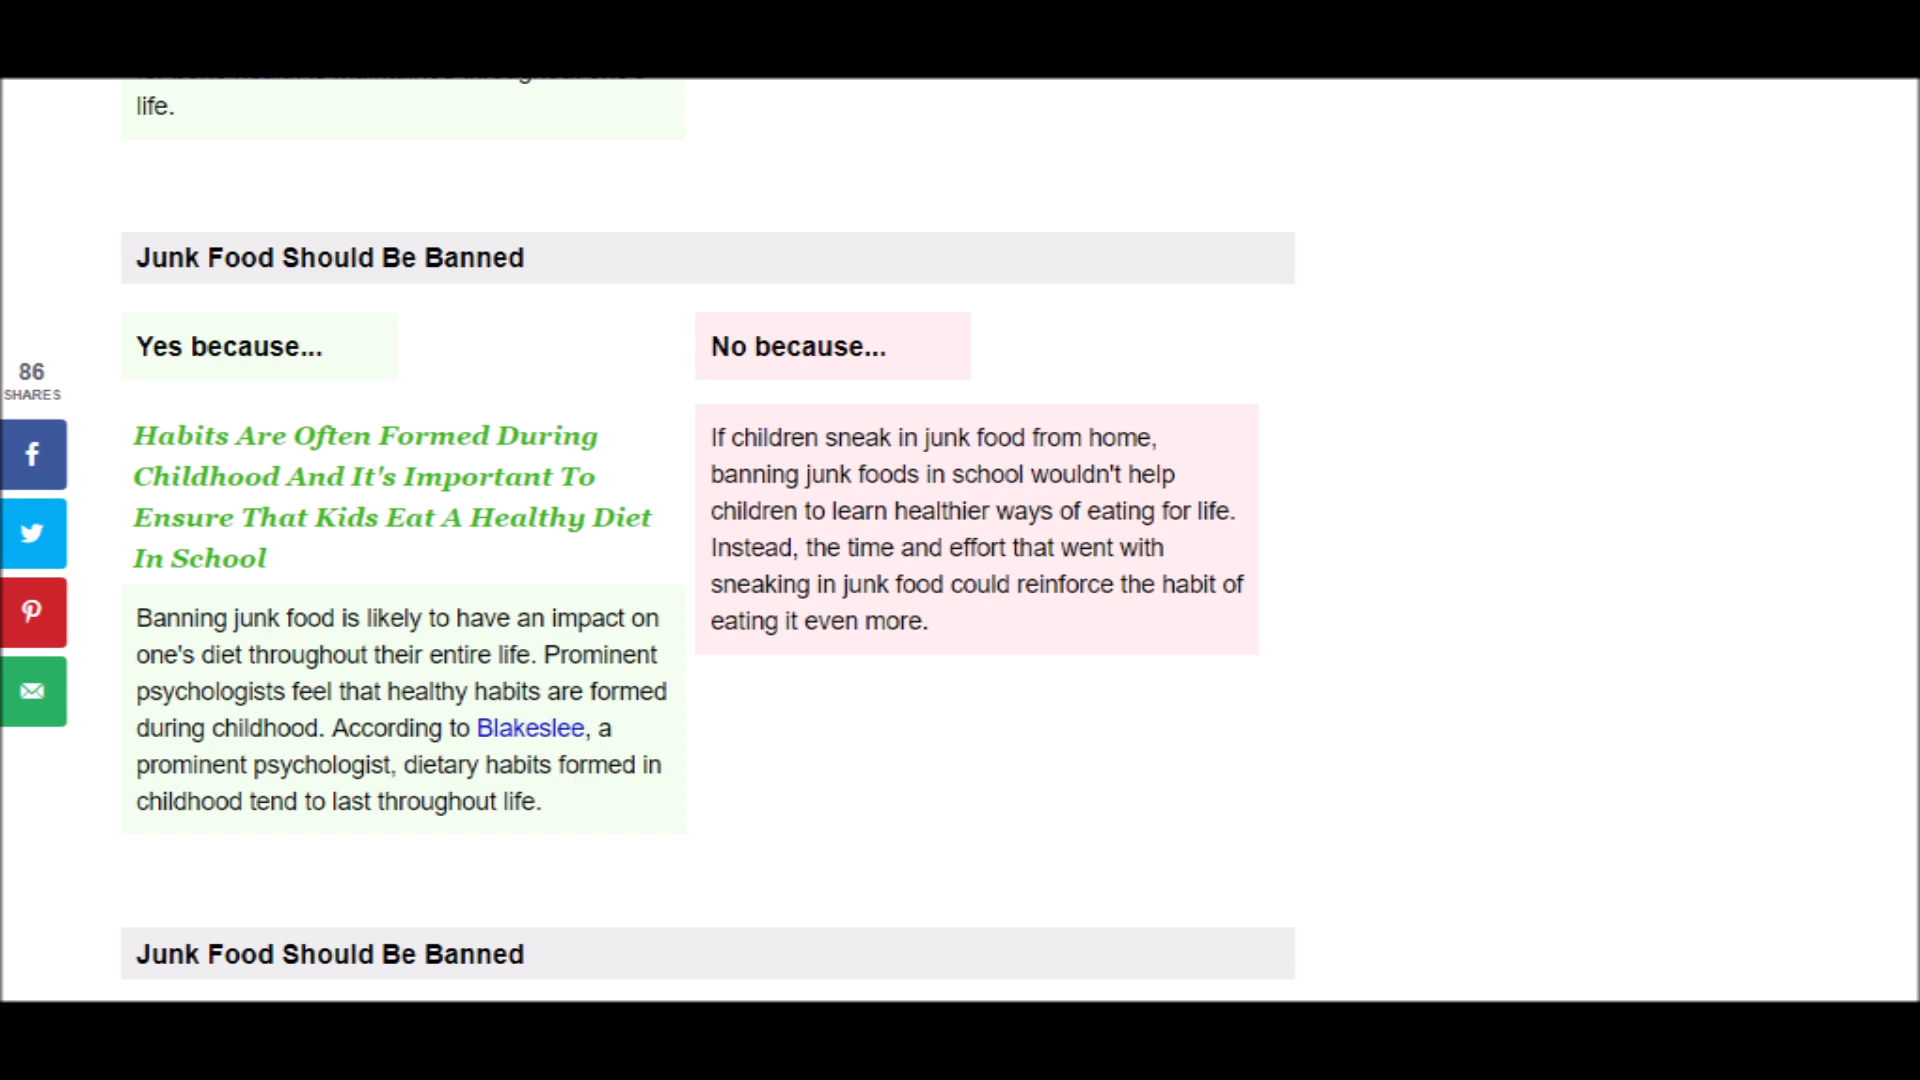 life.
Junk Food Should Be Banned
Yes because...
Habits Are Often Formed During
Childhood And It's Important To
Ensure That Kids Eat A Healthy Diet
In School
Banning junk food is likely to have an impact on
one's diet throughout their entire life. Prominent
psychologists feel that healthy habits are formed
during childhood. According to Blakeslee, a
prominent psychologist, dietary habits formed in
childhood tend to last throughout life.
No because...
If children sneak in junk food from home,
banning junk foods in school wouldn't help
children to learn healthier ways of eating for life.
Instead, the time and effort that went with
sneaking in junk food could reinforce the habit of
eating it even more.
86
SHARES
Junk Food Should Be Banned